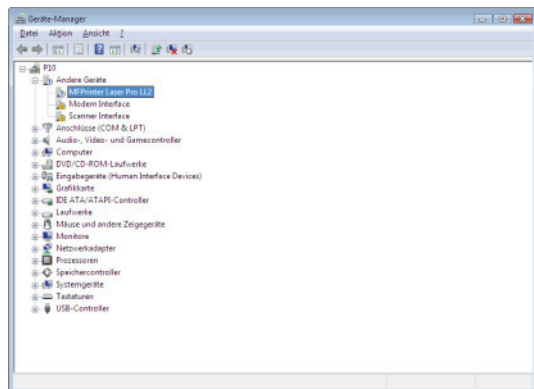 Geräte-Manager
Datei Aktion Ansicht ?
P10
Andere Geräte
MFPrinter Laser Pro LL2
Modem Interface
Scanner Interface
Anschlüsse (COM & LPT)
Audio-, Video- und Gamecontroller
Computer
DVD/CD-ROM-Laufwerke
Eingabegeräte (Human Interface Devices)
Grafikkarte
IDE ATA/ATAPI-Controller
Laufwerke
Mäuse und andere Zeigegeräte
Monitore
Netzwerkadapter
Prozessoren
Speichercontroller
Systemgeräte
Tastaturen
USB-Controller